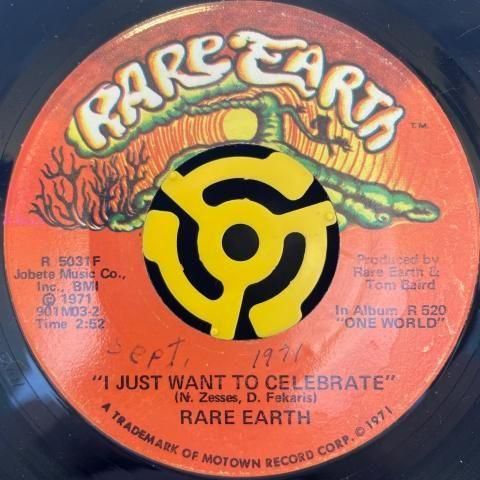 RARE EARTH
T.M.
R 5031F
Jobete Music Co.,
Inc., BMI
℗ 1971
901M03-2
Time 2:52
Produced by
Rare Earth &
Tom Baird
In Album R 520
"ONE WORLD"
Sept, 1971
"I JUST WANT TO CELEBRATE"
(N. Zesses, D. Fekaris)
RARE EARTH
A TRADEMARK OF MOTOWN RECORD CORP. © 1971